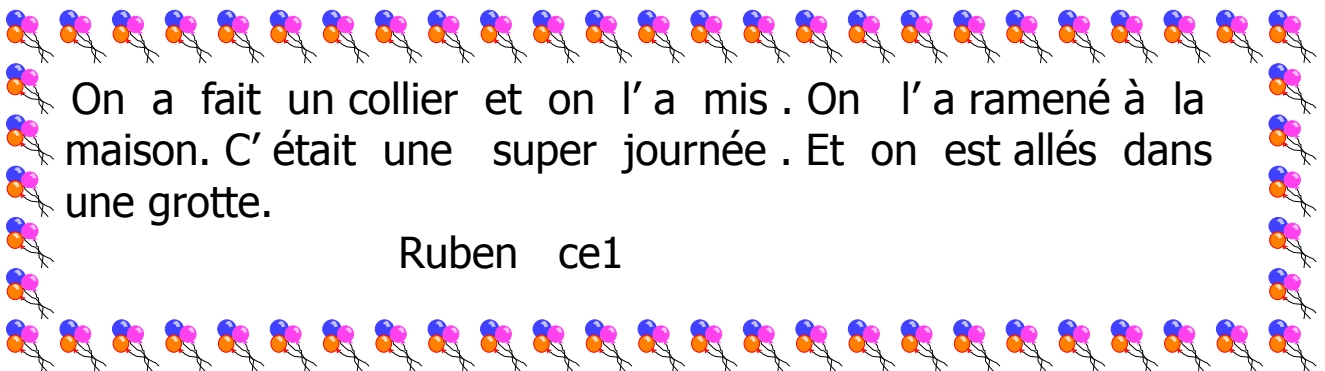 On a fait un collier et on l' a mis . On l' a ramené à la
maison. C' était une super journée . Et on est allés dans
une grotte.
Ruben ce1